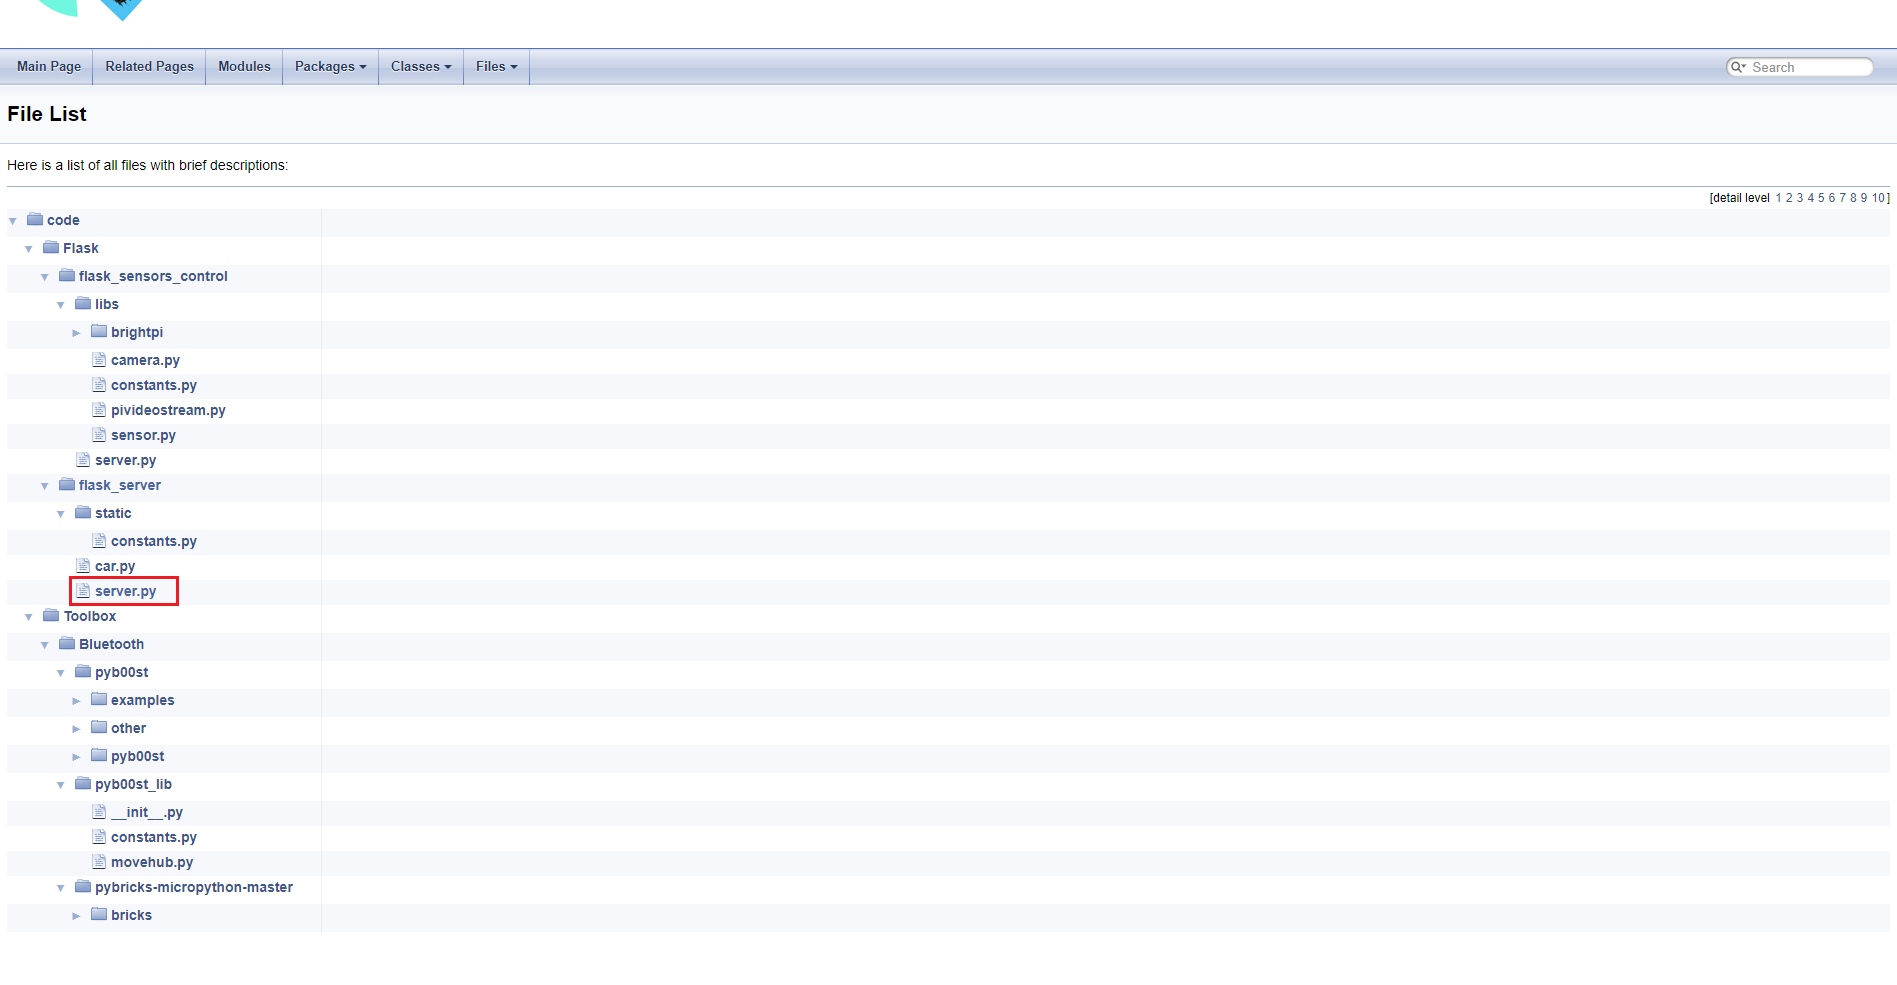 Main Page Related Pages Modules Packages Classes Files Search
File List
Here is a list of all files with brief descriptions:
[detail level 1 2 3 4 5 6 7 8 9 10]
code
Flask
flask_sensors_control
libs
brightpi
camera.py
constants.py
pivideostream.py
sensor.py
server.py
flask_server
static
constants.py
car.py
server.py
Toolbox
Bluetooth
pyb00st
examples
other
pyb00st
pyb00st_lib
__init__.py
constants.py
movehub.py
pybricks-micropython-master
bricks